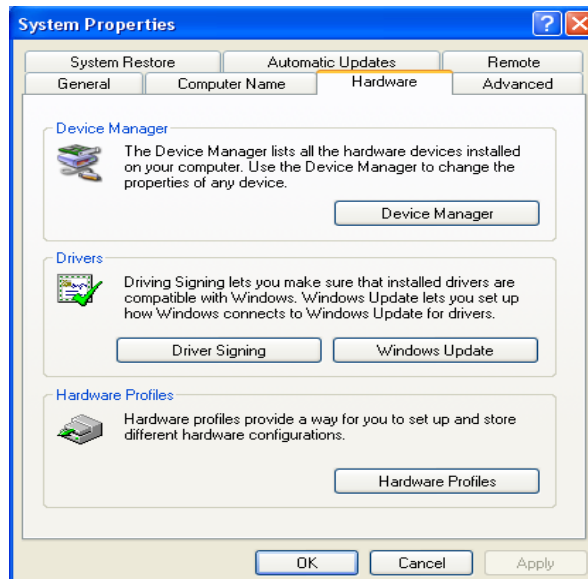 System Properties
System Restore
Automatic Updates
Remote
General
Computer Name
Hardware
Advanced
Device Manager
The Device Manager lists all the hardware devices installed
on your computer. Use the Device Manager to change the
properties of any device.
Device Manager
Drivers
Driving Signing lets you make sure that installed drivers are
compatible with Windows. Windows Update lets you set up
how Windows connects to Windows Update for drivers.
Driver Signing
Windows Update
Hardware Profiles
Hardware profiles provide a way for you to set up and store
different hardware configurations.
Hardware Profiles
OK
Cancel
Apply